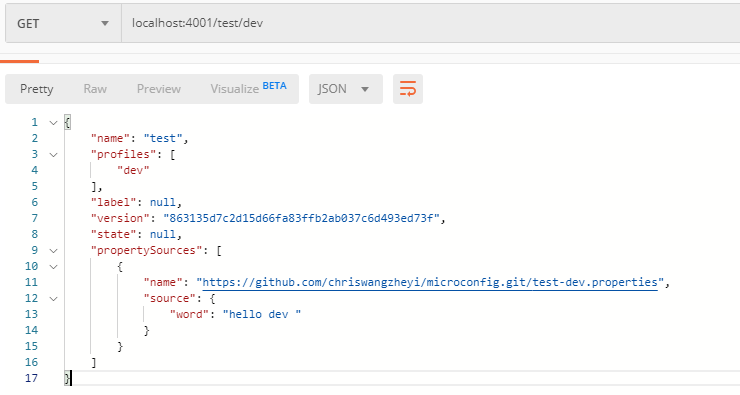 GET localhost:4001/test/dev
Pretty Raw Preview Visualize BETA JSON
1 {
2 "name": "test",
3 "profiles": [
4 "dev"
5 ],
6 "label": null,
7 "version": "863135d7c2d15d66fa83ffb2ab037c6d493ed73f",
8 "state": null,
9 "propertySources": [
10 {
11 "name": "https://github.com/chriswangzheyi/microconfig.git/test-dev.properties",
12 "source": {
13 "word": "hello dev "
14 }
15 }
16 ]
17 }